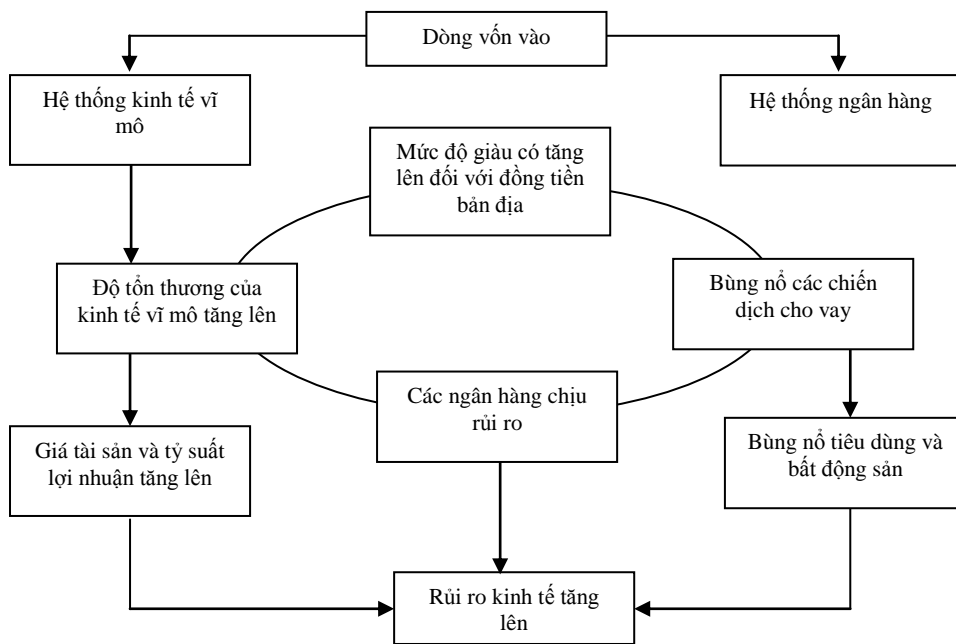 Dòng vốn vào
Hệ thống kinh tế vĩ
mô
Hệ thống ngân hàng
Mức độ giàu có tăng
lên đối với đồng tiền
bản địa
Độ tổn thương của
kinh tế vĩ mô tăng lên
Bùng nổ các chiến
dịch cho vay
Các ngân hàng chịu
rủi ro
Giá tài sản và tỷ suất
lợi nhuận tăng lên
Bùng nổ tiêu dùng và
bất động sản
Rủi ro kinh tế tăng
lên